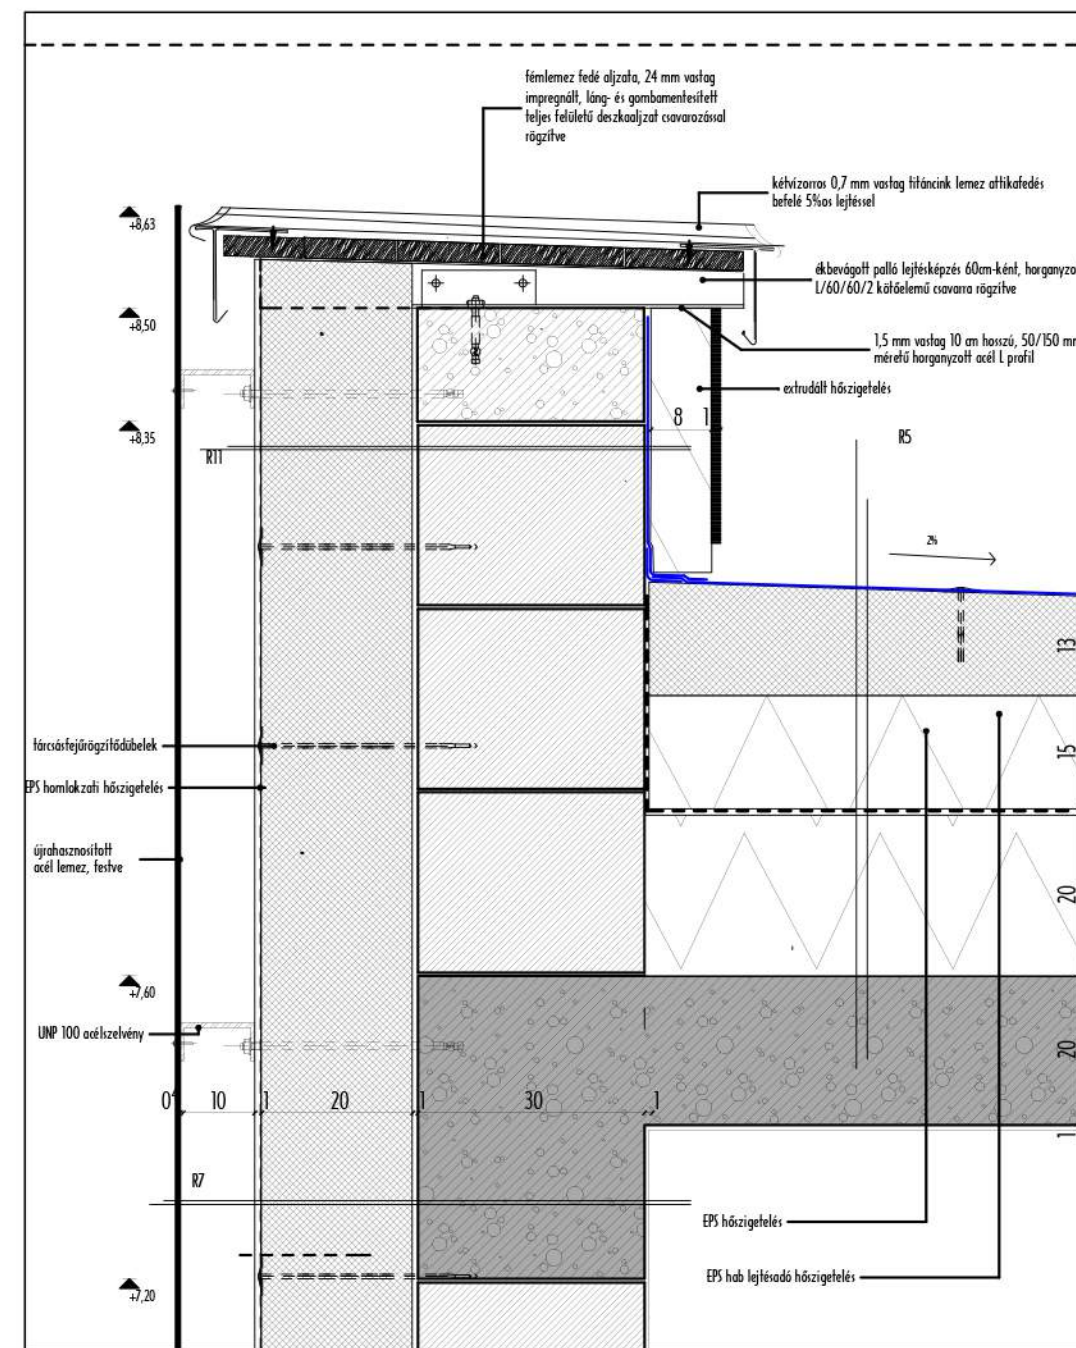 fémlemez fedé aljzata, 24 mm vastag
impregnált, láng- és gombamentesített
teljes felületű deszkaaljzat csavarozással
rögzítve
kétvízorros 0,7 mm vastag titáncink lemez attikafedés
befelé 5%os lejtéssel
+8,63
ékbevágott palló lejtésképzés 60cm-ként, horganyzo
L/60/60/2 kötőelemű csavarra rögzítve
+8,50
1,5 mm vastag 10 cm hosszú, 50/150 mm
méretű horganyzott acél L profil
extrudált hőszigetelés
8 1
+8,35
R11
R5
2%
13
tárcsásfejűrögzítődübelek
15
EPS homlokzati hőszigetelés
újrahasznosított
acél lemez, festve
20
+7,60
UNP 100 acélszelvény
20
10 1 20 1 30 1
1
R7
EPS hőszigetelés
EPS hab lejtésadó hőszigetelés
+7,20